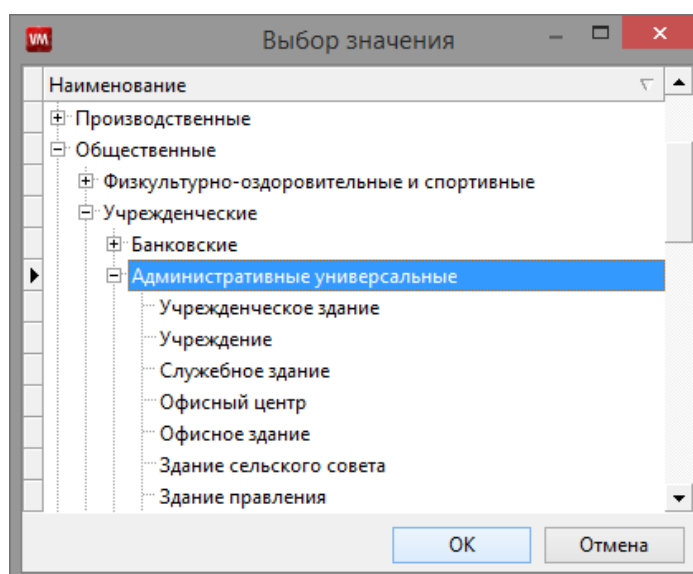 VM
Выбор значения
Наименование
Производственные
Общественные
Физкультурно-оздоровительные и спортивные
Учрежденческие
Банковские
Административные универсальные
Учрежденческое здание
Учреждение
Служебное здание
Офисный центр
Офисное здание
Здание сельского совета
Здание правления
OK
Отмена